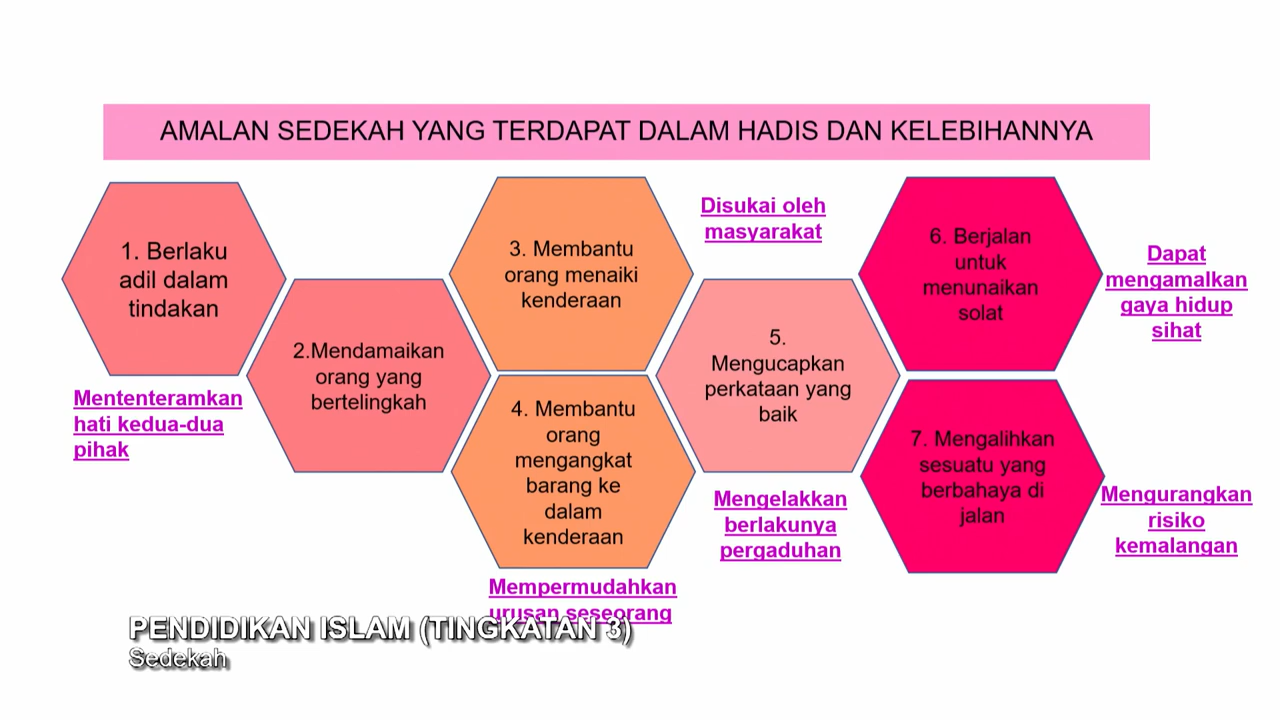 AMALAN SEDEKAH YANG TERDAPAT DALAM HADIS DAN KELEBIHANNYA
1. Berlaku
adil dalam
tindakan
Mententeramkan
hati kedua-dua
pihak
2.Mendamaikan
orang yang
bertelingkah
3. Membantu
orang menaiki
kenderaan
Disukai oleh
masyarakat
4. Membantu
orang
mengangkat
barang ke
dalam
kenderaan
Mempermudahkan
urusan seseorang
5.
Mengucapkan
perkataan yang
baik
Mengelakkan
berlakunya
pergaduhan
6. Berjalan
untuk
menunaikan
solat
Dapat
mengamalkan
gaya hidup
sihat
7. Mengalihkan
sesuatu yang
berbahaya di
jalan
Mengurangkan
risiko
kemalangan
PENDIDIKAN ISLAM (TINGKATAN 3)
Sedekah